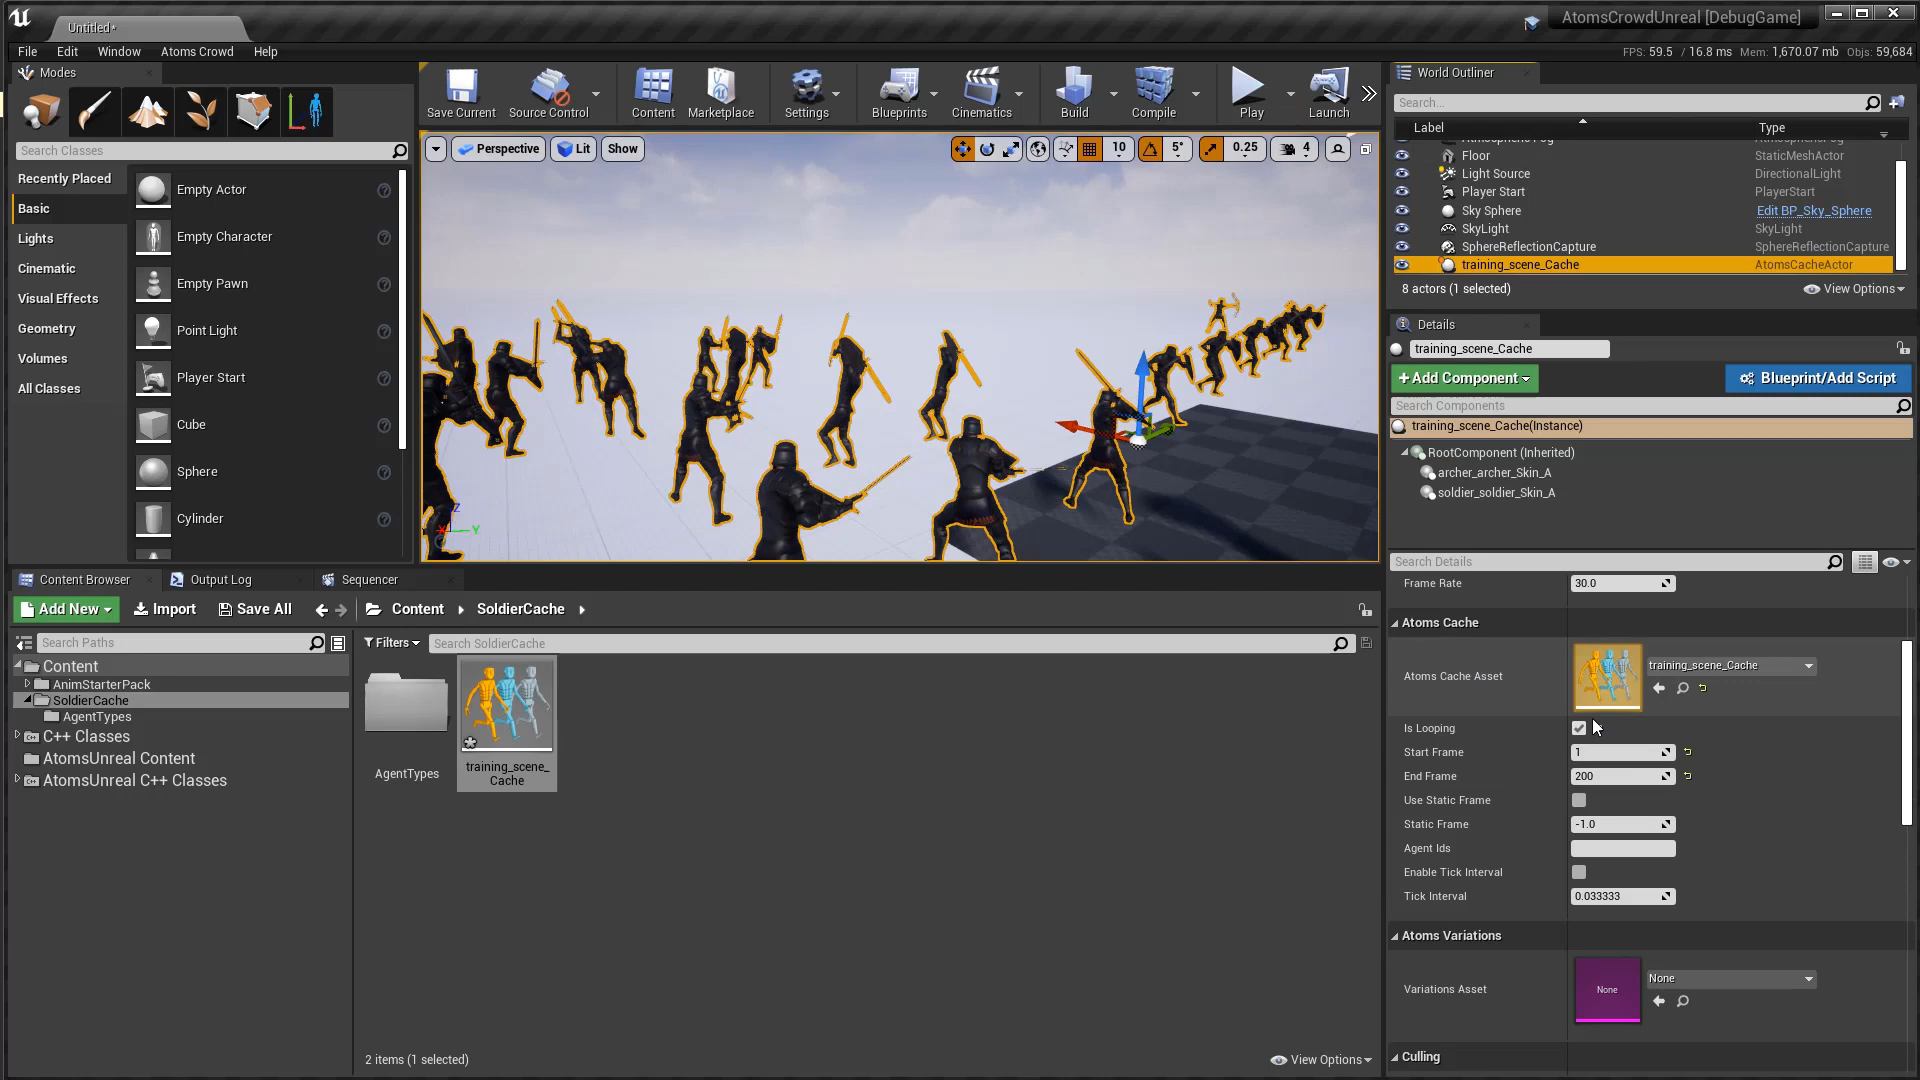 Untitled*
AtomsCrowdUnreal [DebugGame]
File Edit Window Atoms Crowd Help
FPS: 59.5 / 16.8 ms Mem: 1,670.07 mb Objs: 59,684
Modes
Search Classes
Recently Placed
Basic
Lights
Cinematic
Visual Effects
Geometry
Volumes
All Classes
Empty Actor
Empty Character
Empty Pawn
Point Light
Player Start
Cube
Sphere
Cylinder
Save Current Source Control Content Marketplace Settings Blueprints Cinematics Build Compile Play Launch
Perspective Lit Show 10 5° 0.25 4
Z
X Y
World Outliner
Search...
Label Type
Floor StaticMeshActor
Light Source DirectionalLight
Player Start PlayerStart
Sky Sphere Edit BP_Sky_Sphere
SkyLight SkyLight
SphereReflectionCapture SphereReflectionCapture
training_scene_Cache AtomsCacheActor
8 actors (1 selected) View Options
Details
training_scene_Cache
+Add Component Blueprint/Add Script
Search Components
training_scene_Cache(Instance)
RootComponent (Inherited)
archer_archer_Skin_A
soldier_soldier_Skin_A
Search Details
Frame Rate 30.0
Atoms Cache
Atoms Cache Asset training_scene_Cache
Is Looping
Start Frame 1
End Frame 200
Use Static Frame
Static Frame -1.0
Agent Ids
Enable Tick Interval
Tick Interval 0.033333
Atoms Variations
Variations Asset None None
Culling
Content Browser Output Log Sequencer
Add New Import Save All Content SoldierCache
Search Paths
Content
AnimStarterPack
SoldierCache
AgentTypes
C++ Classes
AtomsUnreal Content
AtomsUnreal C++ Classes
Filters Search SoldierCache
AgentTypes
training_scene_
Cache
2 items (1 selected) View Options